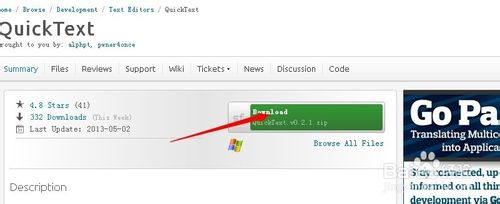 ome / Browse / Development / Text Editors / QuickText
QuickText
rought to you by: alphpt, pwner4once
Summary Files Reviews Support Wiki Tickets News Discussion Code
4.8 Stars (41)
332 Downloads (This Week)
Last Update: 2013-05-02
Download
QuickText.v0.2.1.zip
Browse All Files
Description
Go Pa
Translating Multico
into Applica
Stay connected, up-
informed on all thin
development via Go